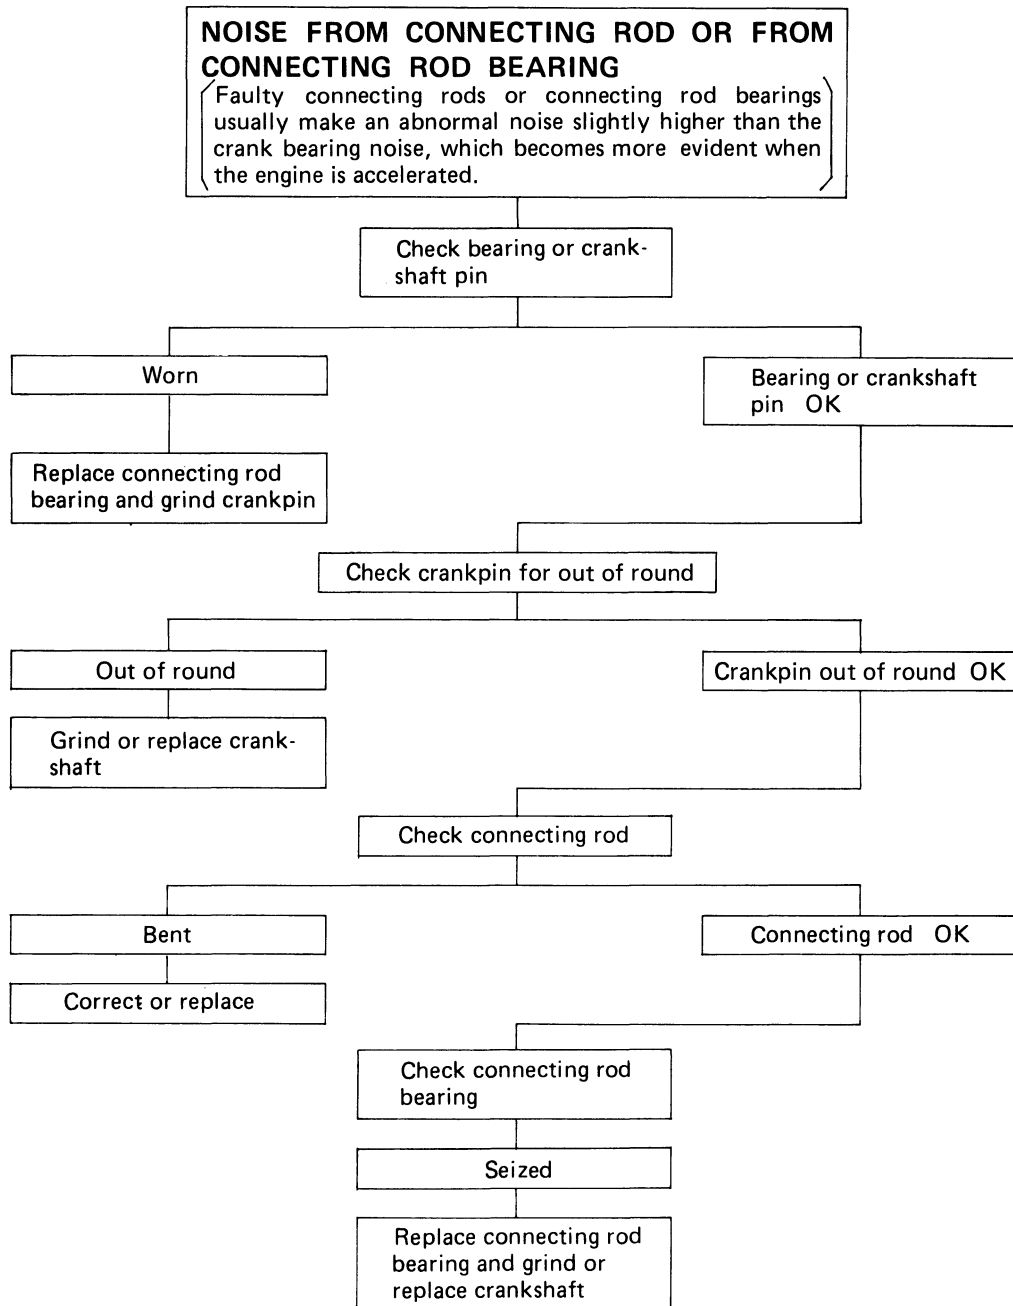 NOISE FROM CONNECTING ROD OR FROM
CONNECTING ROD BEARING
Faulty connecting rods or connecting rod bearings
usually make an abnormal noise slightly higher than the
crank bearing noise, which becomes more evident when
the engine is accelerated.
Check bearing or crank-
shaft pin
Worn
Bearing or crankshaft
pin OK
Replace connecting rod
bearing and grind crankpin
Check crankpin for out of round
Out of round
Crankpin out of round OK
Grind or replace crank-
shaft
Check connecting rod
Bent
Connecting rod OK
Correct or replace
Check connecting rod
bearing
Seized
Replace connecting rod
bearing and grind or
replace crankshaft